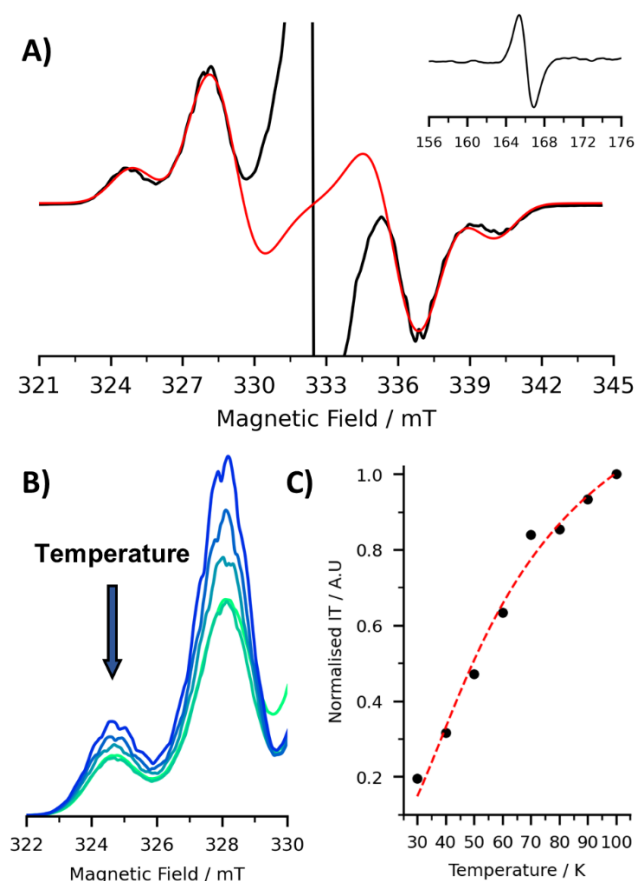 A)
156 160 164 168 172 176
321 324 327 330 333 336 339 342 345
Magnetic Field / mT
B)
Temperature
322 324 326 328 330
Magnetic Field / mT
C)
Normalised IT / A.U
1.0
0.8
0.6
0.4
0.2
30 40 50 60 70 80 90 100
Temperature / K